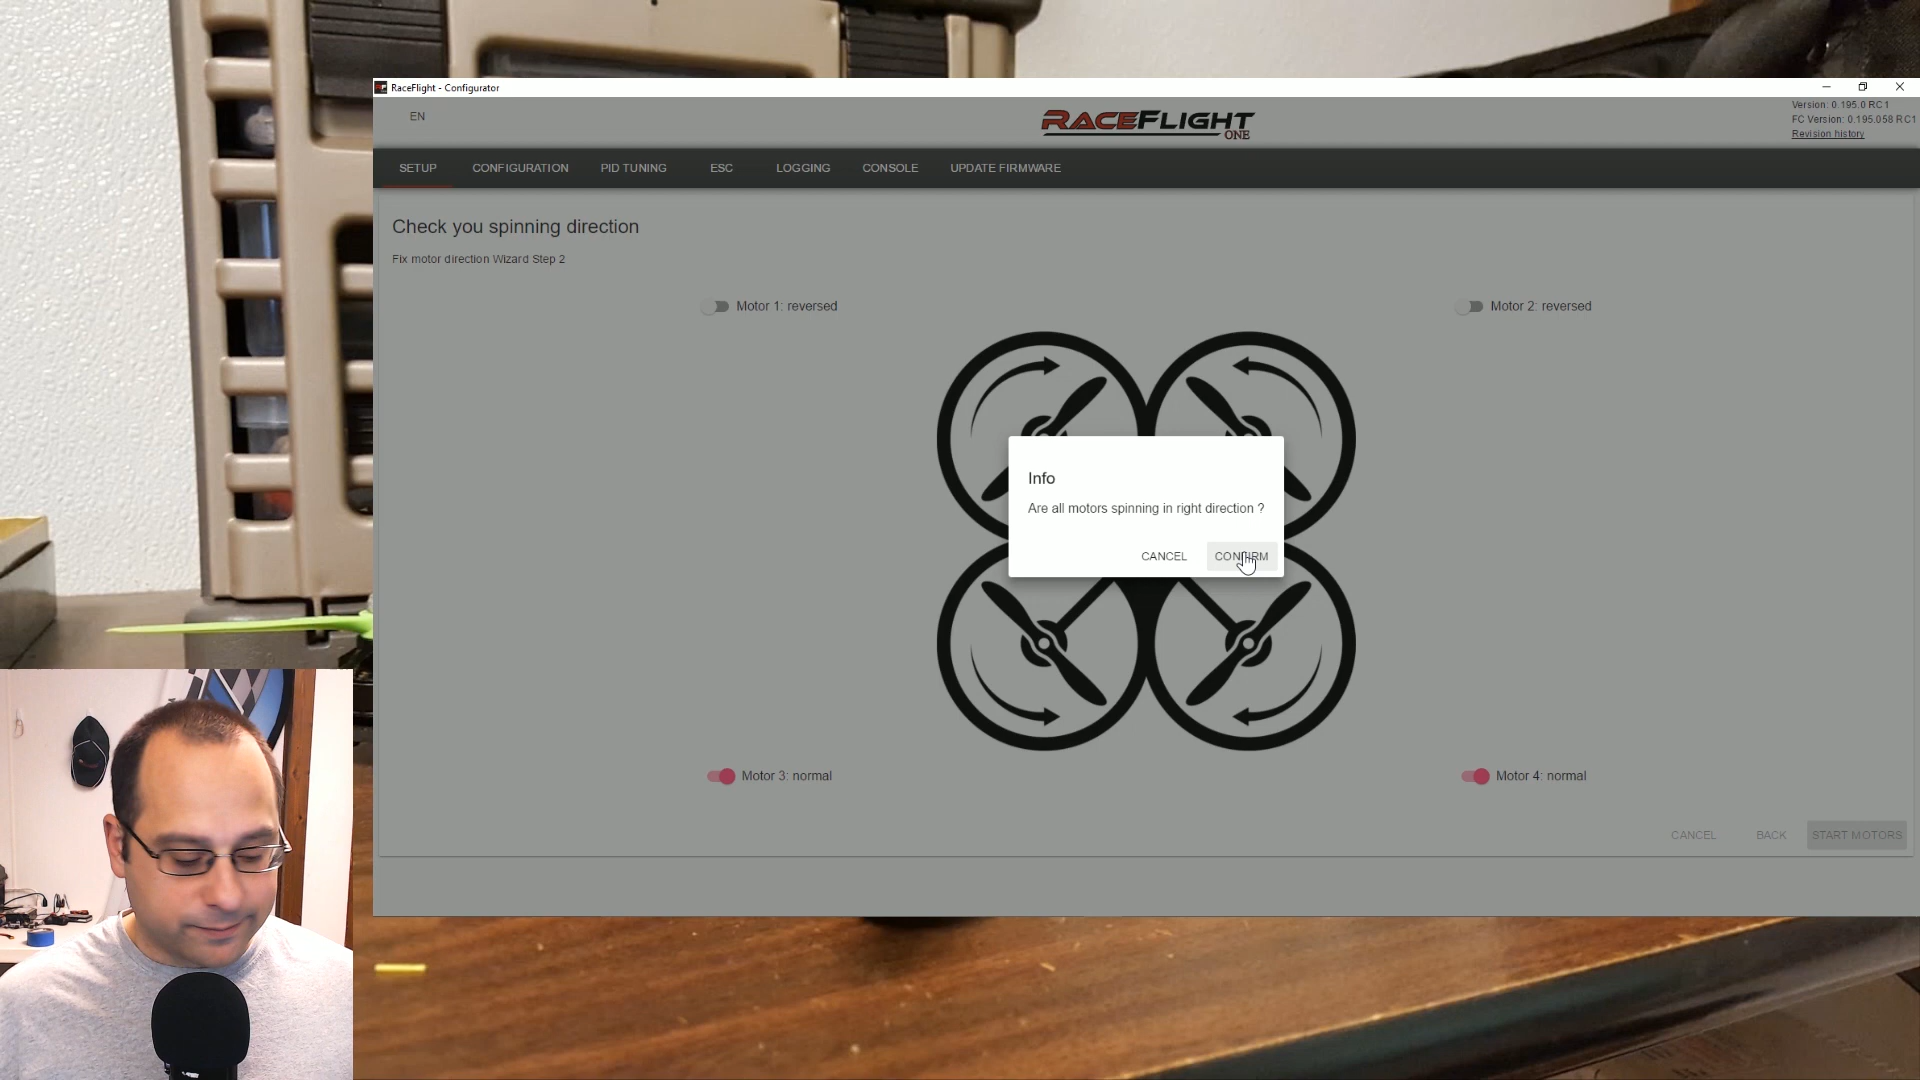 RaceFlight - Configurator
EN
RACEFLIGHT
ONE
Version: 0.195.0 RC1
FC Version: 0.195.058 RC1
Revision history
SETUP CONFIGURATION PID TUNING ESC LOGGING CONSOLE UPDATE FIRMWARE
Check you spinning direction
Fix motor direction Wizard Step 2
Motor 1: reversed
Motor 2: reversed
Info
Are all motors spinning in right direction ?
CANCEL CONFIRM
Motor 3: normal
Motor 4: normal
CANCEL BACK START MOTORS